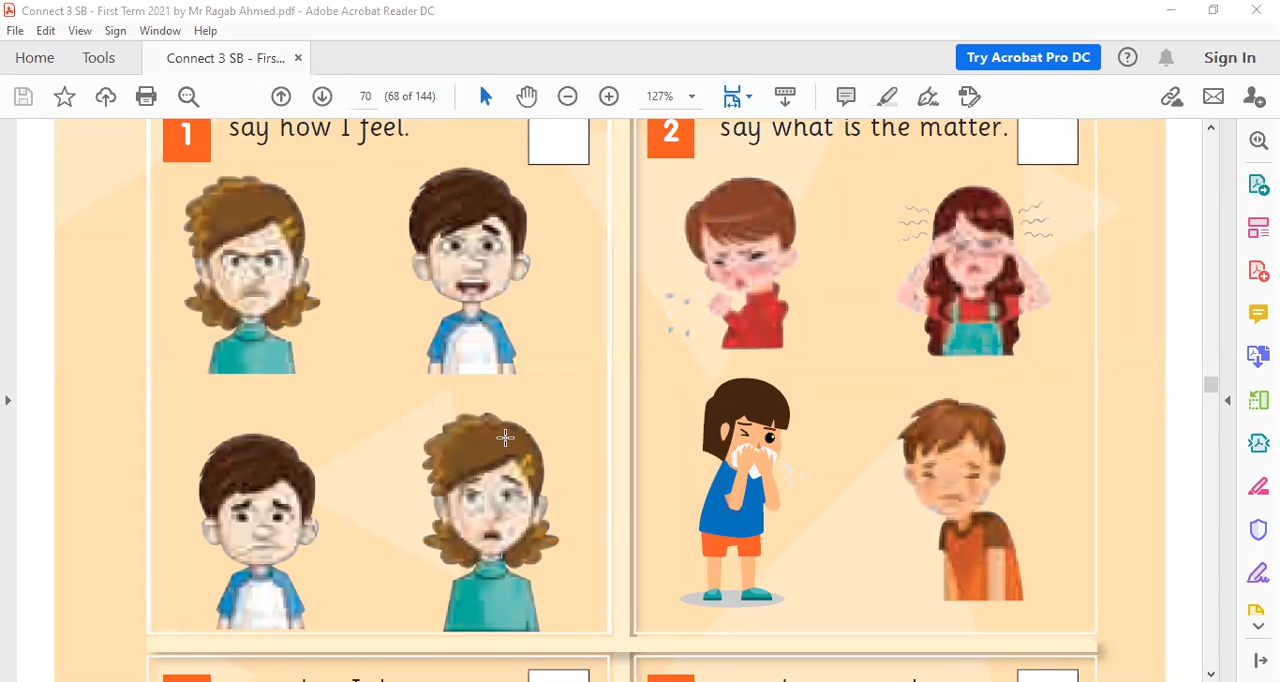 Connect 3 SB - First Term 2021 by Mr Ragab Ahmed.pdf - Adobe Acrobat Reader DC
File Edit View Sign Window Help
Home Tools Connect 3 SB - Firs... × Try Acrobat Pro DC Sign In
70 (68 of 144) 127%
1 say how I feel.
2 say what is the matter.